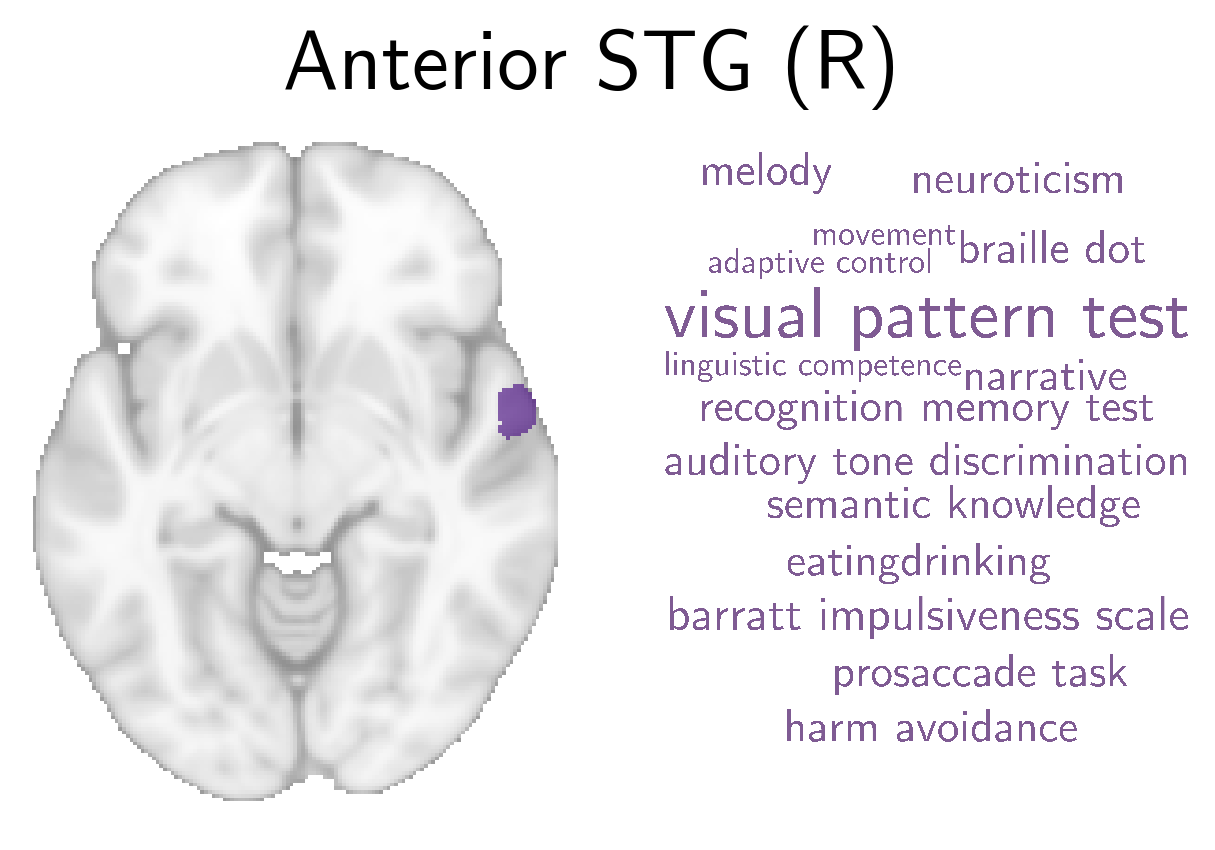 Anterior STG (R)
melody
neuroticism
movement
braille dot
adaptive control
visual pattern test
linguistic competence
narrative
recognition memory test
auditory tone discrimination
semantic knowledge
eatingdrinking
barratt impulsiveness scale
prosaccade task
harm avoidance